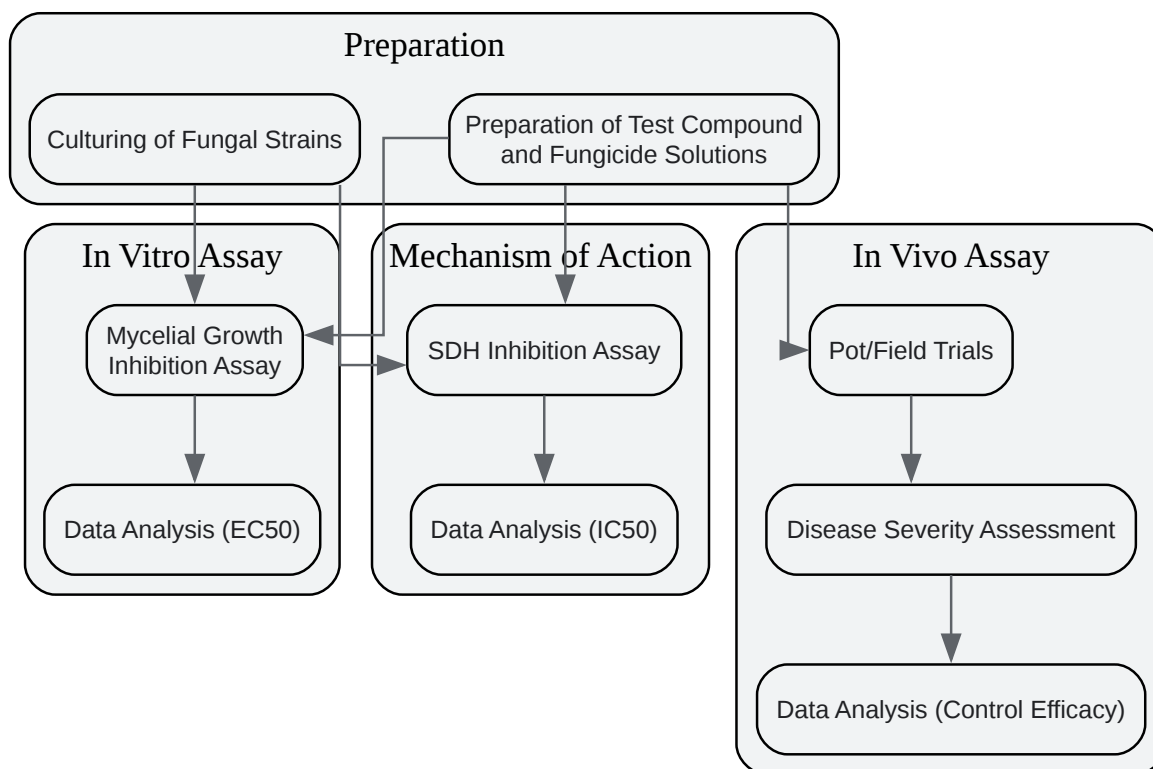 Preparation
Culturing of Fungal Strains
Preparation of Test Compound
and Fungicide Solutions
In Vitro Assay
Mycelial Growth
Inhibition Assay
Data Analysis (EC50)
Mechanism of Action
SDH Inhibition Assay
Data Analysis (IC50)
In Vivo Assay
Pot/Field Trials
Disease Severity Assessment
Data Analysis (Control Efficacy)